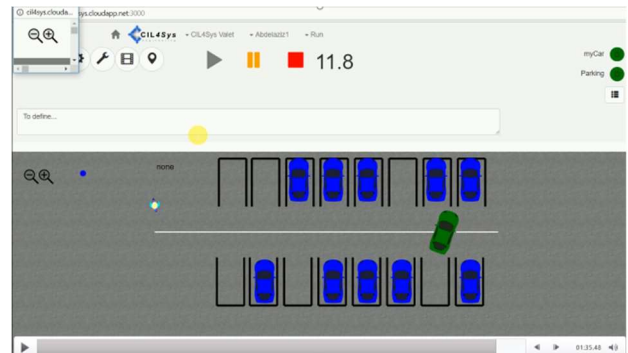 cil4sys.clouda...
sys.cloudapp.net:3000
CIL4Sys
CIL4Sys Valet
Abdelaziz1
Run
11.8
myCar
Parking
To define...
none
01:35.48